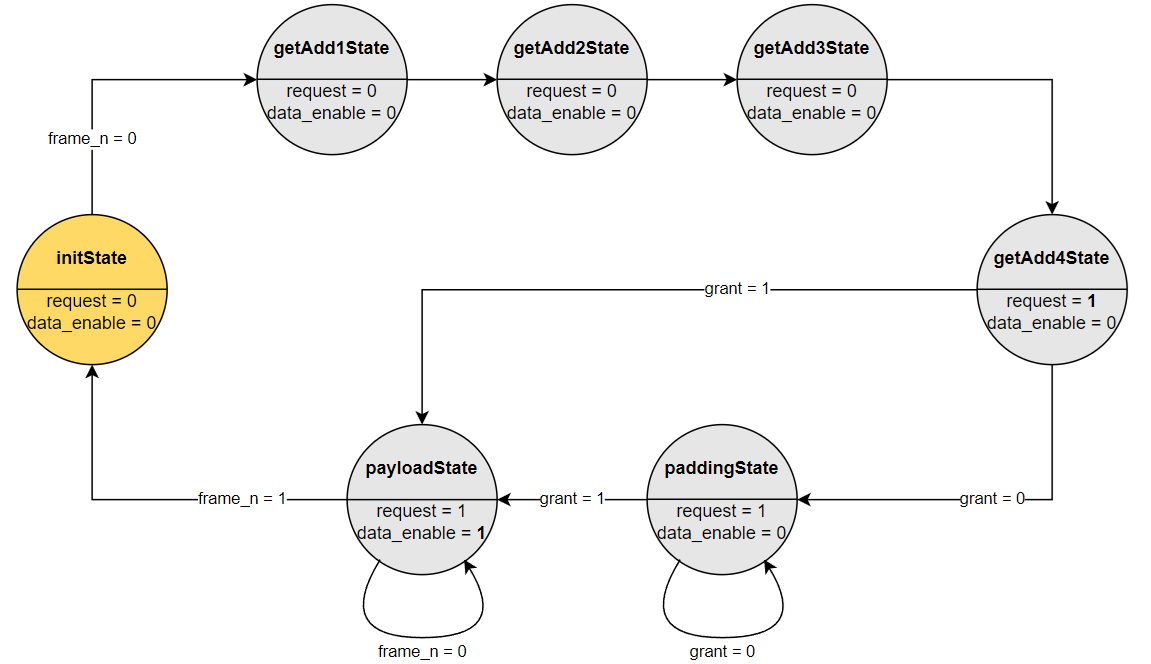 getAdd1State
request = 0
data_enable = 0
getAdd2State
request = 0
data_enable = 0
getAdd3State
request = 0
data_enable = 0
frame_n = 0
initState
request = 0
data_enable = 0
getAdd4State
request = 1
data_enable = 0
grant = 1
payloadState
request = 1
data_enable = 1
paddingState
request = 1
data_enable = 0
frame_n = 1
grant = 1
grant = 0
frame_n = 0
grant = 0